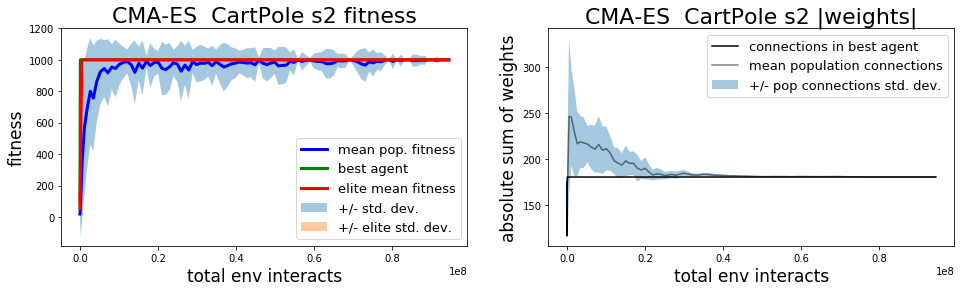 CMA-ES  CartPole s2 fitness
1200
1000
800
600
400
200
0
fitness
mean pop. fitness
best agent
elite mean fitness
+/- std. dev.
+/- elite std. dev.
0.0 0.2 0.4 0.6 0.8
1e8
total env interacts
CMA-ES  CartPole s2 |weights|
300
250
200
150
absolute sum of weights
connections in best agent
mean population connections
+/- pop connections std. dev.
0.0 0.2 0.4 0.6 0.8
1e8
total env interacts